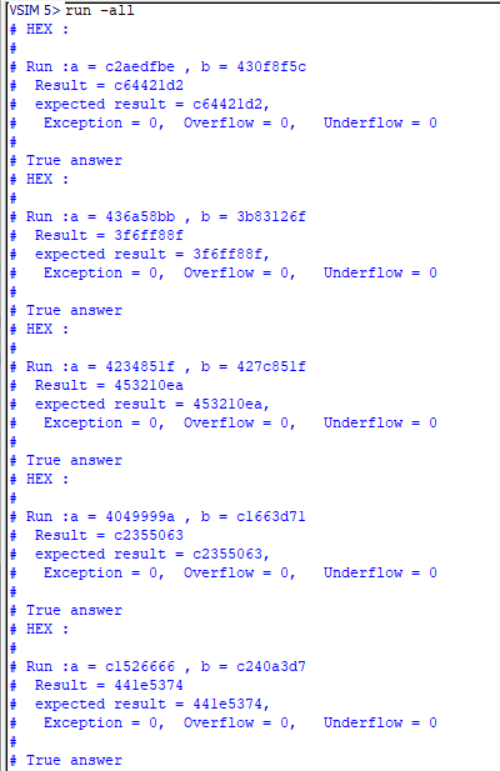 VSIM 5> run -all
# HEX :
#
# Run :a = c2aedfbe , b = 430f8f5c
#  Result = c64421d2
#  expected result = c64421d2,
#   Exception = 0,  Overflow = 0,   Underflow = 0
#
# True answer
# HEX :
#
# Run :a = 436a58bb , b = 3b83126f
#  Result = 3f6ff88f
#  expected result = 3f6ff88f,
#   Exception = 0,  Overflow = 0,   Underflow = 0
#
# True answer
# HEX :
#
# Run :a = 4234851f , b = 427c851f
#  Result = 453210ea
#  expected result = 453210ea,
#   Exception = 0,  Overflow = 0,   Underflow = 0
#
# True answer
# HEX :
#
# Run :a = 4049999a , b = c1663d71
#  Result = c2355063
#  expected result = c2355063,
#   Exception = 0,  Overflow = 0,   Underflow = 0
#
# True answer
# HEX :
#
# Run :a = c1526666 , b = c240a3d7
#  Result = 441e5374
#  expected result = 441e5374,
#   Exception = 0,  Overflow = 0,   Underflow = 0
#
# True answer